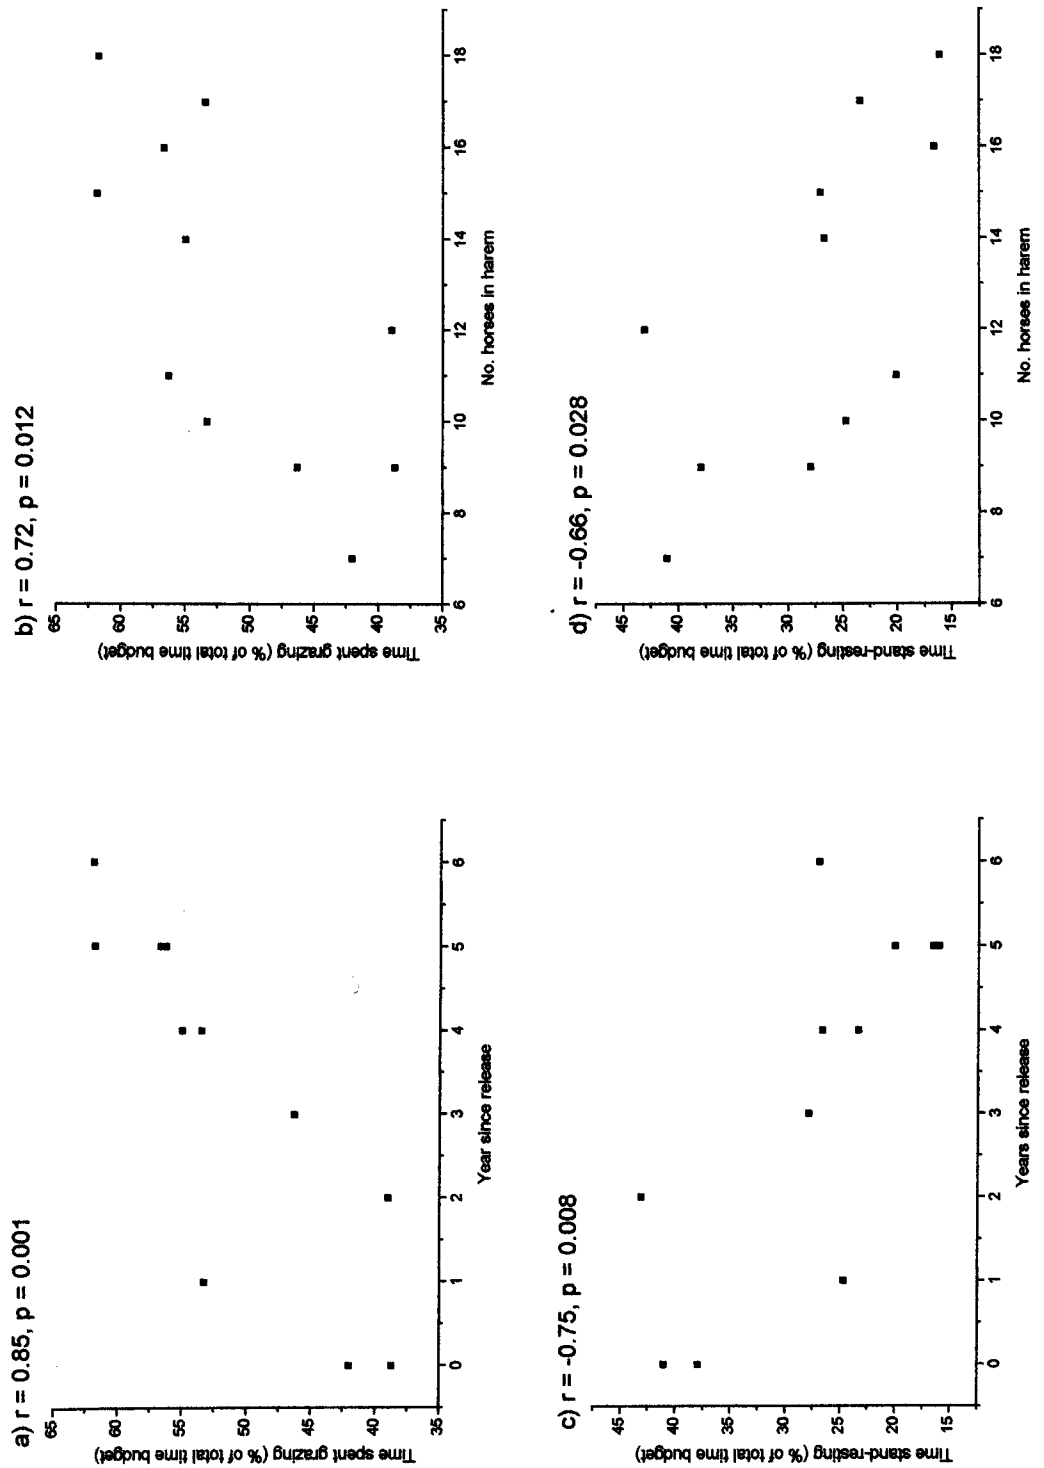 a) r = 0.85, p = 0.001
Time spent grazing (% of total time budget)
65
60
55
50
45
40
35
0 1 2 3 4 5 6
Year since release
b) r = 0.72, p = 0.012
Time spent grazing (% of total time budget)
65
60
55
50
45
40
35
6 8 10 12 14 16 18
No. horses in harem
c) r = -0.75, p = 0.008
Time stand-resting (% of total time budget)
45
40
35
30
25
20
15
0 1 2 3 4 5 6
Years since release
d) r = -0.66, p = 0.028
Time stand-resting (% of total time budget)
45
40
35
30
25
20
15
6 8 10 12 14 16 18
No. horses in harem